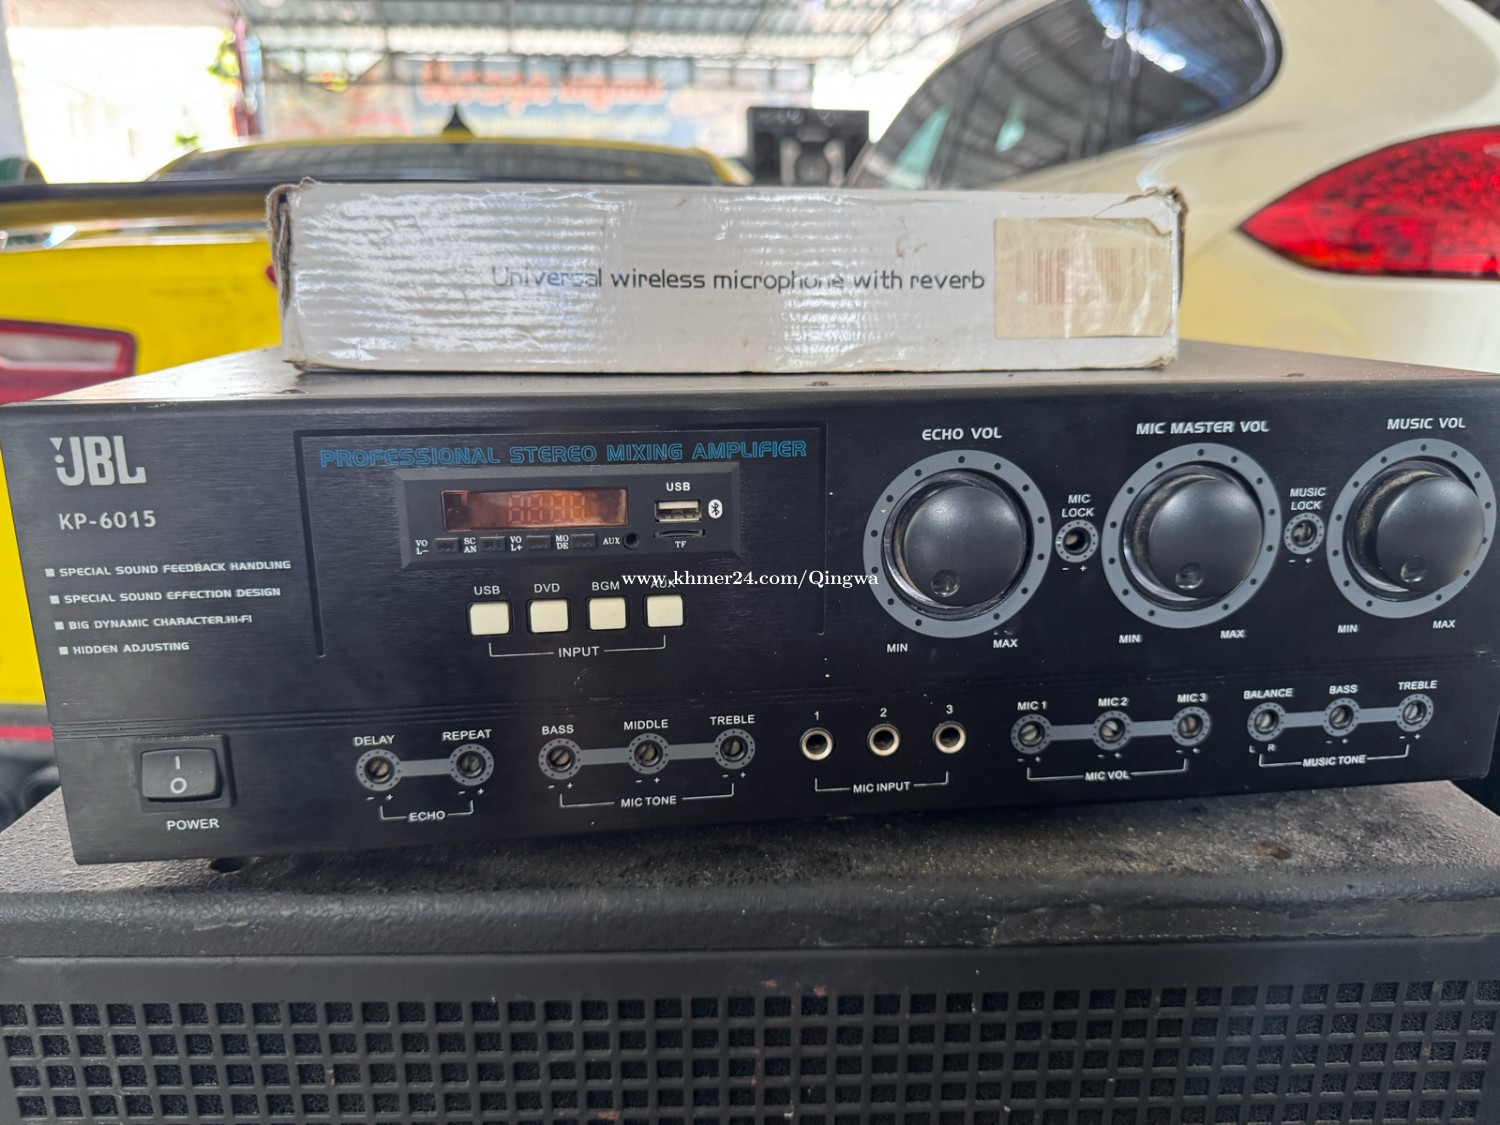 Universal wireless microphone with reverb
JBL
KP-6015
SPECIAL SOUND FEEDBACK HANDLING
SPECIAL SOUND EFFECTION DESIGN
BIG DYNAMIC CHARACTER.HI-FI
HIDDEN ADJUSTING
PROFESSIONAL STEREO MIXING AMPLIFIER
USB
VO L- SC AN VO L+ MO DE AUX TF
www.khmer24.com/Qingwa
USB DVD BGM AUX
INPUT
ECHO VOL MIC MASTER VOL MUSIC VOL
MIC LOCK MUSIC LOCK
- + - +
MIN MAX MIN MAX MIN MAX
POWER
DELAY REPEAT
- + - +
ECHO
BASS MIDDLE TREBLE
- + - + - +
MIC TONE
1 2 3
MIC INPUT
MIC 1 MIC 2 MIC 3
- + - + - +
MIC VOL
BALANCE BASS TREBLE
L R - + - +
MUSIC TONE